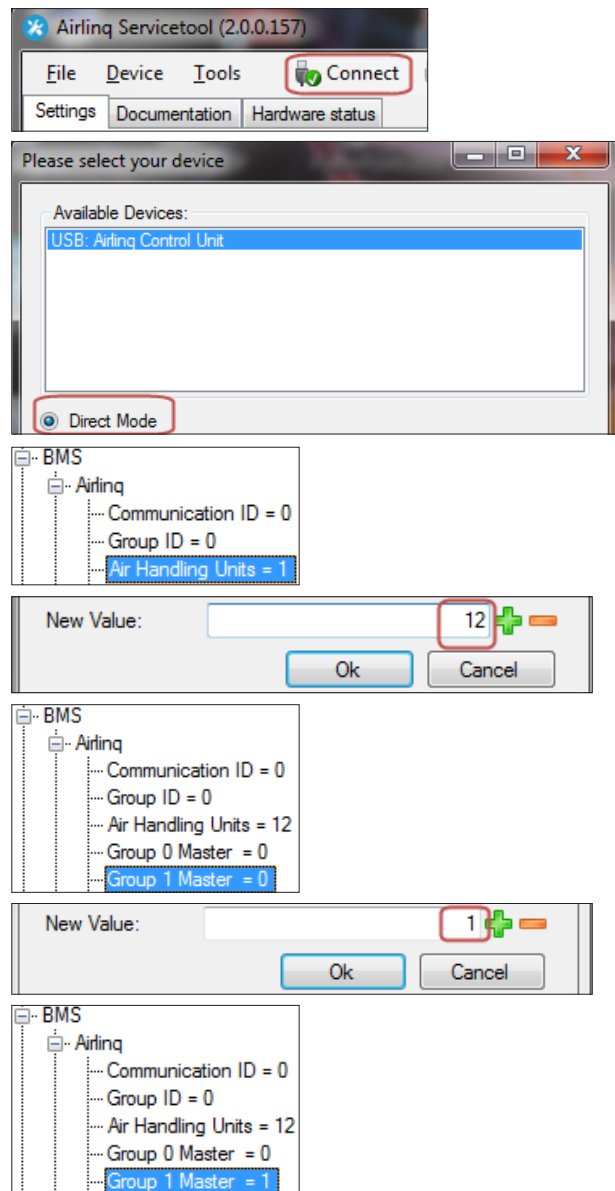 Airlinq Servicetool (2.0.0.157)
File Device Tools Connect
Settings Documentation Hardware status
Please select your device
Available Devices:
USB: Airlinq Control Unit
Direct Mode
BMS
Airlinq
Communication ID = 0
Group ID = 0
Air Handling Units = 1
New Value: 12
Ok Cancel
BMS
Airlinq
Communication ID = 0
Group ID = 0
Air Handling Units = 12
Group 0 Master = 0
Group 1 Master = 0
New Value: 1
Ok Cancel
BMS
Airlinq
Communication ID = 0
Group ID = 0
Air Handling Units = 12
Group 0 Master = 0
Group 1 Master = 1